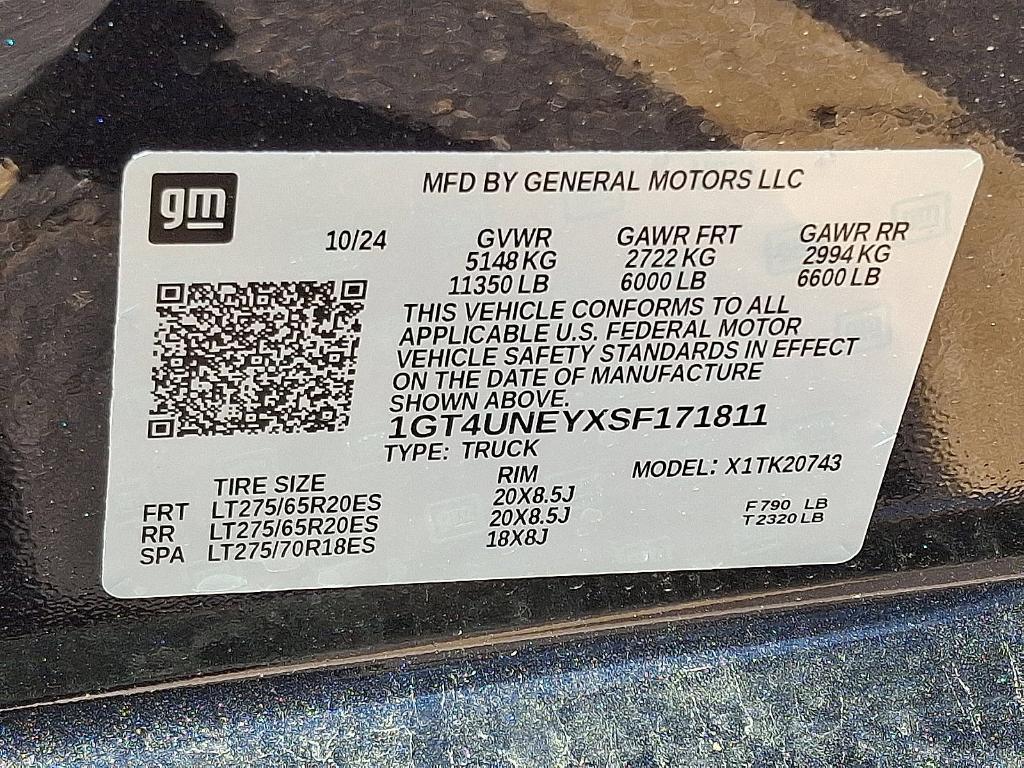 gm
MFD BY GENERAL MOTORS LLC
10/24 GVWR GAWR FRT GAWR RR
5148 KG 2722 KG 2994 KG
11350 LB 6000 LB 6600 LB
THIS VEHICLE CONFORMS TO ALL
APPLICABLE U.S. FEDERAL MOTOR
VEHICLE SAFETY STANDARDS IN EFFECT
ON THE DATE OF MANUFACTURE
SHOWN ABOVE.
1GT4UNEYXSF171811
TYPE: TRUCK
TIRE SIZE RIM MODEL: X1TK20743
FRT LT275/65R20ES 20X8.5J
RR LT275/65R20ES 20X8.5J
SPA LT275/70R18ES 18X8J
F 790 LB
T 2320 LB